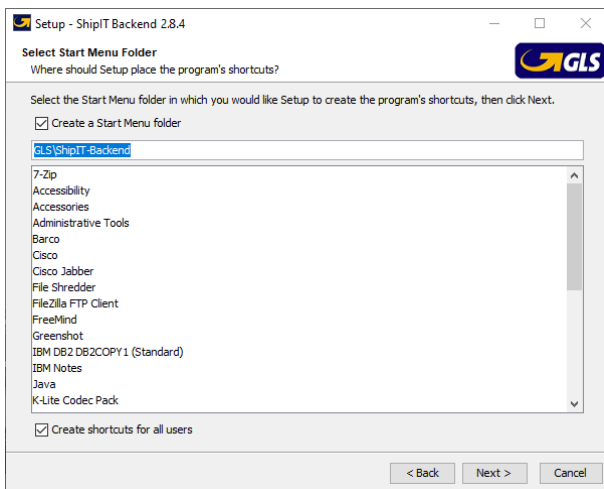 Setup - ShipIT Backend 2.8.4
Select Start Menu Folder
Where should Setup place the program's shortcuts?
GLS
Select the Start Menu folder in which you would like Setup to create the program's shortcuts, then click Next.
Create a Start Menu folder
GLS\ShipIT-Backend
7-Zip
Accessibility
Accessories
Administrative Tools
Barco
Cisco
Cisco Jabber
File Shredder
FileZilla FTP Client
FreeMind
Greenshot
IBM DB2 DB2COPY1 (Standard)
IBM Notes
Java
K-Lite Codec Pack
Create shortcuts for all users
< Back Next > Cancel